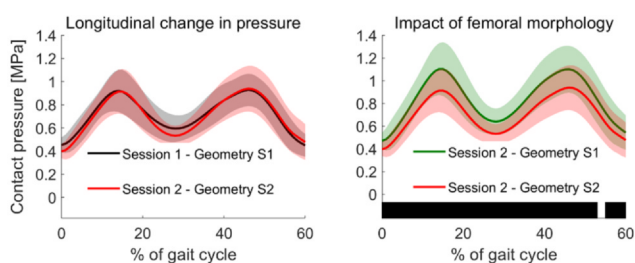 Longitudinal change in pressure
Contact pressure [MPa]
1.4
1.2
1
0.8
0.6
0.4
0.2
0
Session 1 - Geometry S1
Session 2 - Geometry S2
0
20
40
60
% of gait cycle
Impact of femoral morphology
1.4
1.2
1
0.8
0.6
0.4
0.2
0
Session 2 - Geometry S1
Session 2 - Geometry S2
0
20
40
60
% of gait cycle